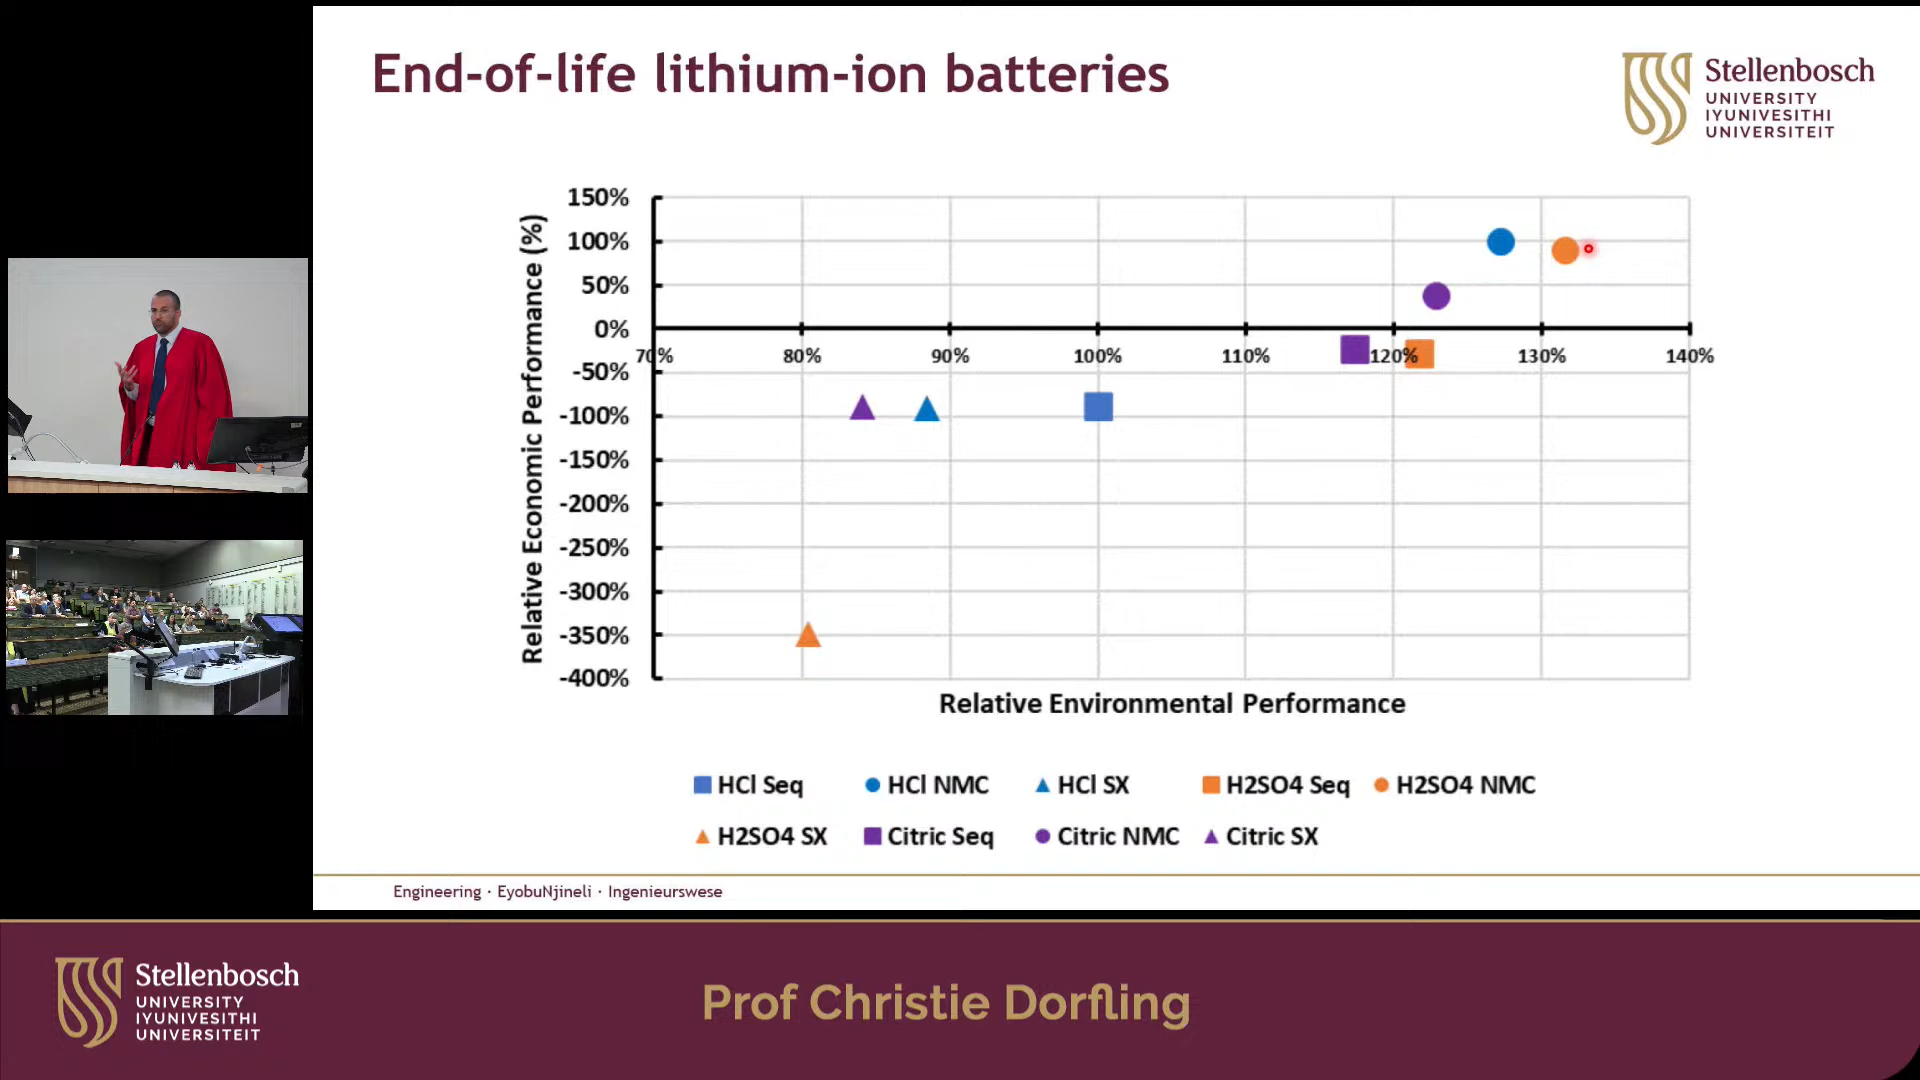 End-of-life lithium-ion batteries
Stellenbosch
UNIVERSITY
IYUNIVESITHI
UNIVERSITEIT
Relative Economic Performance (%)
150%
100%
50%
0%
-50%
-100%
-150%
-200%
-250%
-300%
-350%
-400%
70% 80% 90% 100% 110% 120% 130% 140%
Relative Environmental Performance
HCl Seq HCl NMC HCl SX H2SO4 Seq H2SO4 NMC
H2SO4 SX Citric Seq Citric NMC Citric SX
Engineering · EyobuNjineli · Ingenieurswese
Stellenbosch
UNIVERSITY
IYUNIVESITHI
UNIVERSITEIT
Prof Christie Dorfling